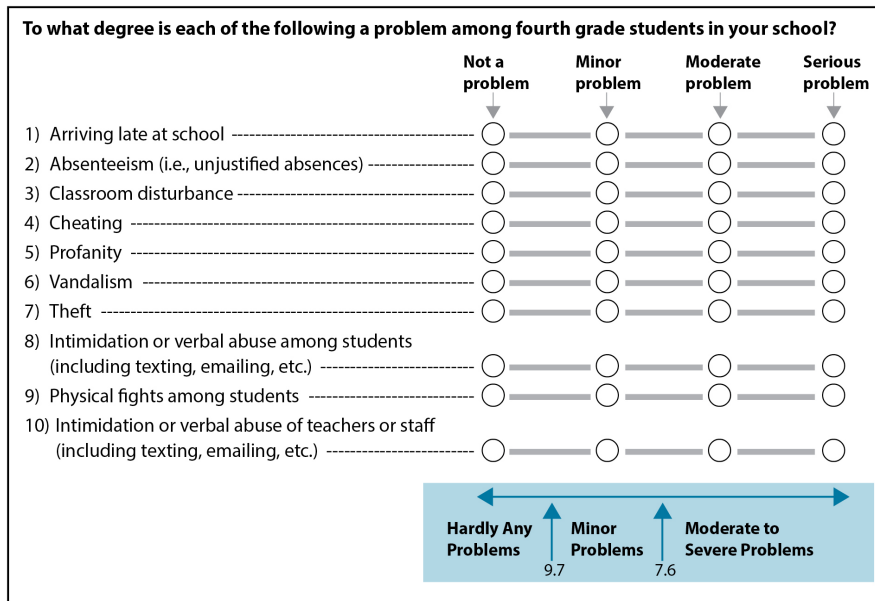 To what degree is each of the following a problem among fourth grade students in your school?
Not a problem
Minor problem
Moderate problem
Serious problem
1) Arriving late at school
2) Absenteeism (i.e., unjustified absences)
3) Classroom disturbance
4) Cheating
5) Profanity
6) Vandalism
7) Theft
8) Intimidation or verbal abuse among students
(including texting, emailing, etc.)
9) Physical fights among students
10) Intimidation or verbal abuse of teachers or staff
(including texting, emailing, etc.)
Hardly Any
Problems
9.7
Minor
Problems
7.6
Moderate to
Severe Problems